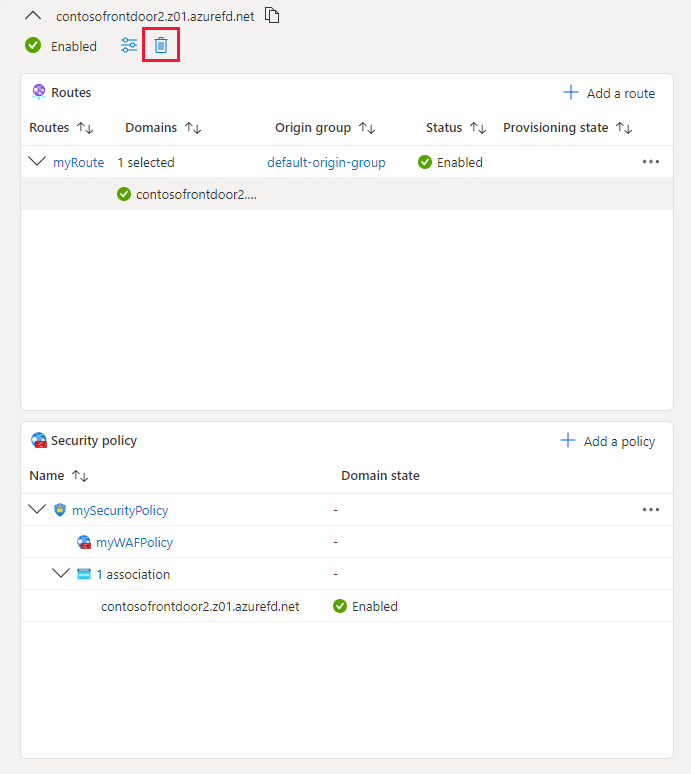 contosofrontdoor2.z01.azurefd.net
Enabled
Routes
Add a route
Routes Domains Origin group Status Provisioning state
myRoute 1 selected default-origin-group Enabled
contosofrontdoor2....
Security policy
Add a policy
Name Domain state
mySecurityPolicy -
myWAFPolicy -
1 association -
contosofrontdoor2.z01.azurefd.net Enabled